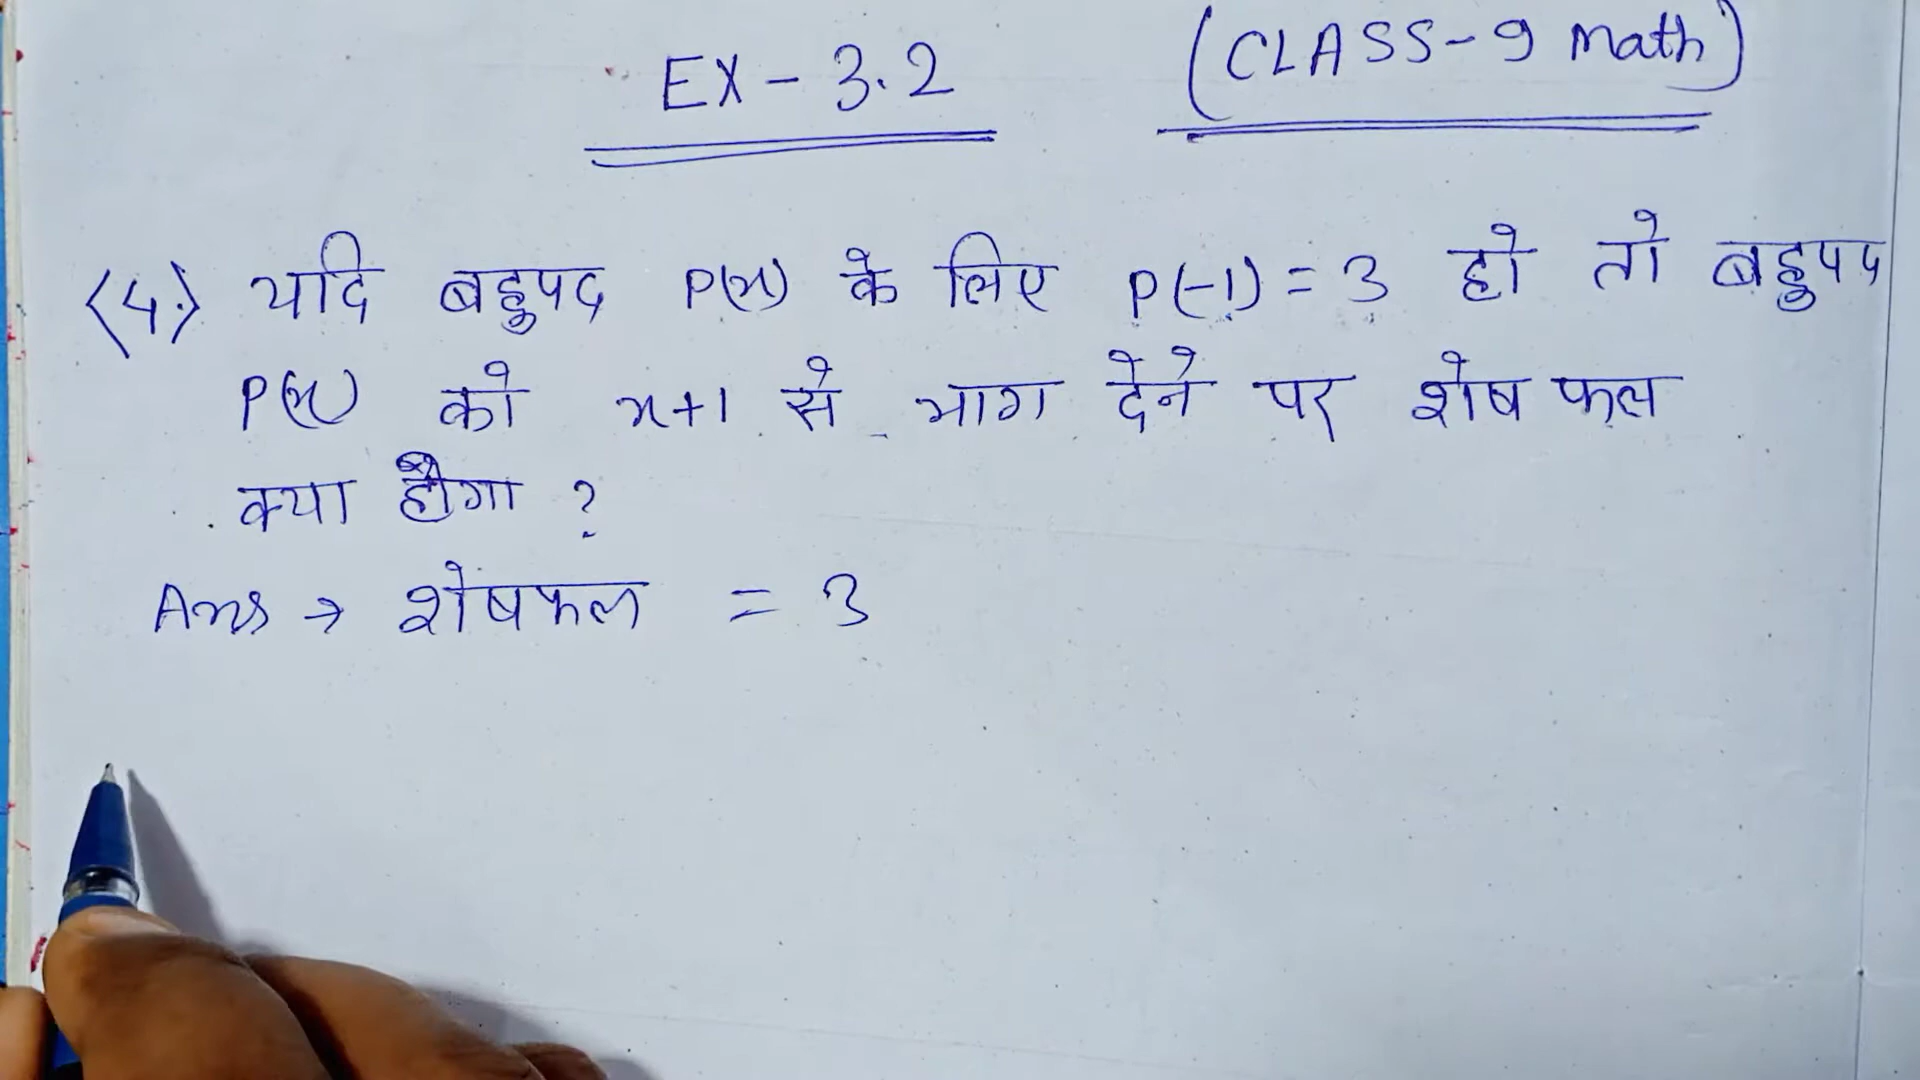 EX - 3.2 (CLASS - 9 Math)
(4.) यदि बहुपद P(x) के लिए P(-1) = 3 हो तो बहुपद
P(x) को x+1 से भाग देने पर शेष फल
क्या होगा ?
Ans → शेषफल = 3